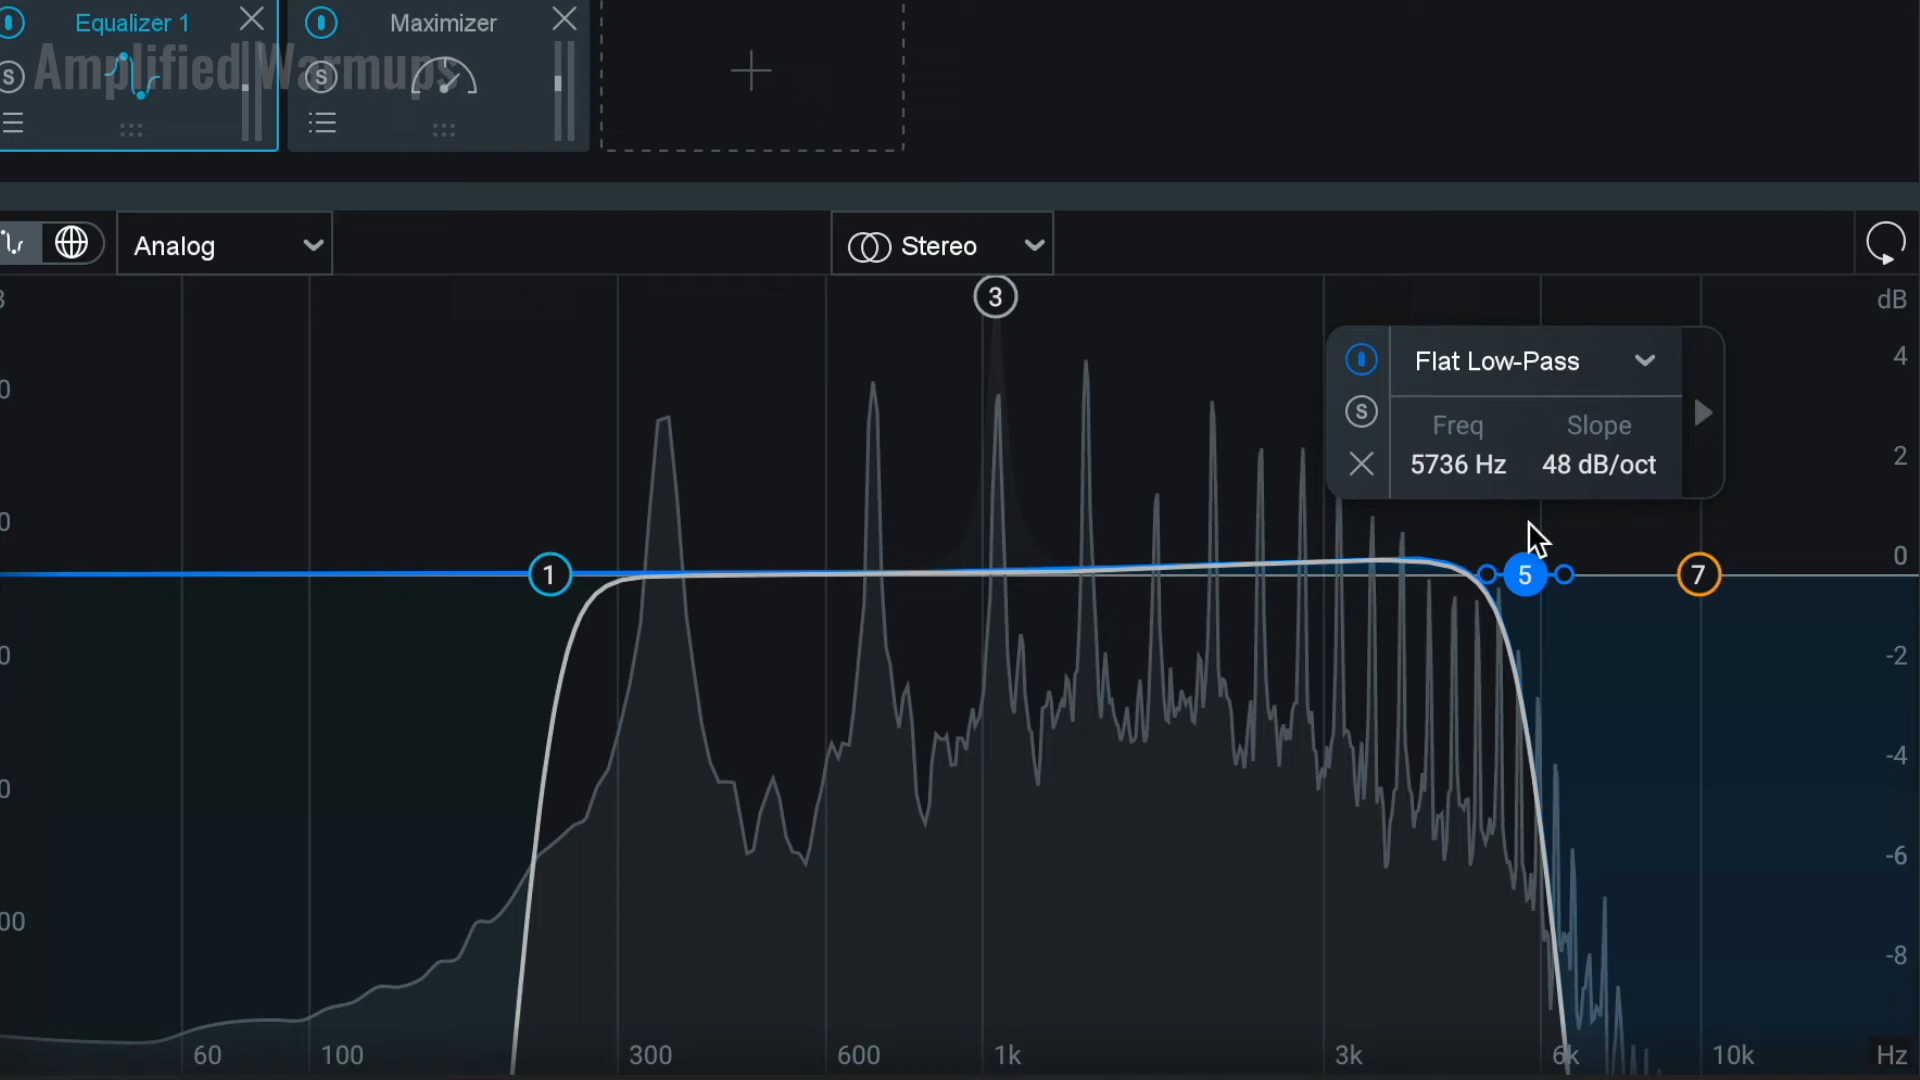 Equalizer 1
Maximizer
Amplified Warmups
S
S
Analog
Stereo
3
dB
Flat Low-Pass
4
S
Freq
Slope
2
5736 Hz
48 dB/oct
0
1
5
7
-2
-4
-6
-8
60
100
300
600
1k
3k
6k
10k
Hz